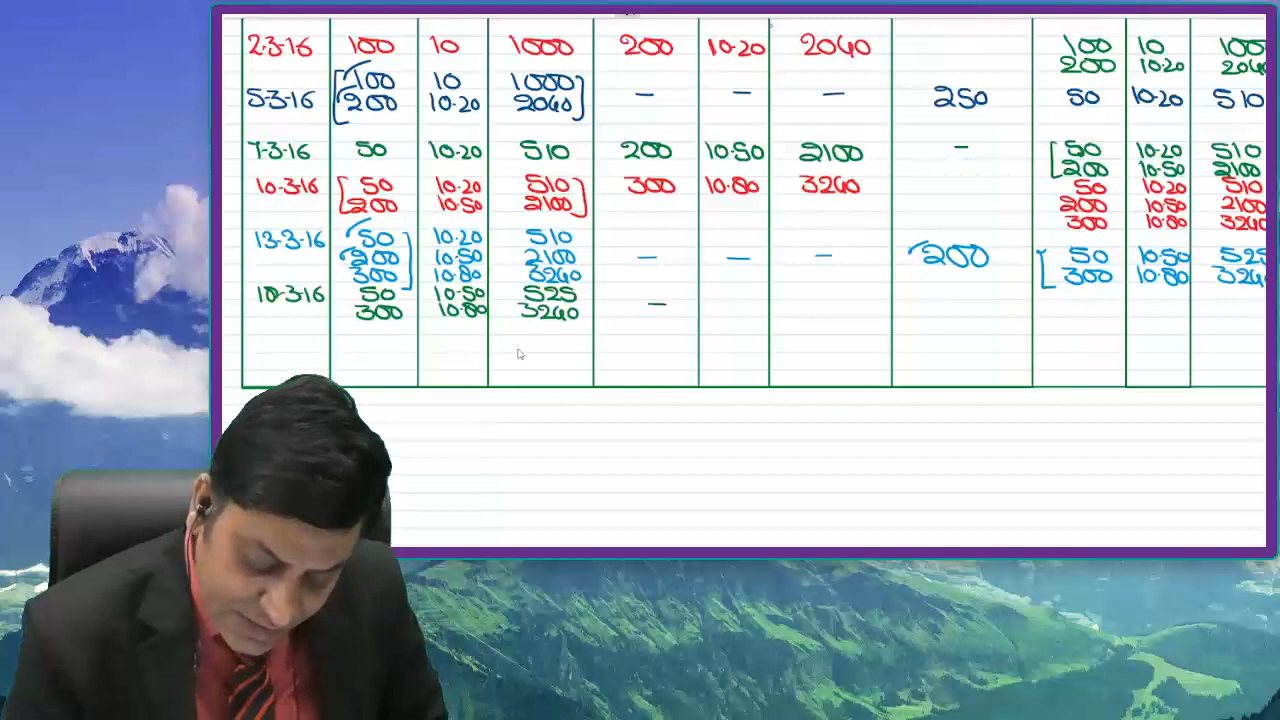 2.3.16 100 10 1000 200 10.20 2040 100 10 100
200 10.20 204
100 10 1000
5.3.16 200 10.20 2040 – – – 250 50 10.20 510
7.3.16 50 10.20 510 200 10.50 2100 – 50 10.20 510
200 10.50 2100
10.3.16 50 10.20 510 300 10.80 3240 50 10.20 510
200 10.50 2100 200 10.50 2100
300 10.80 324
13.3.16 50 10.20 510
200 10.50 2100 – – – 200 50 10.50 525
300 10.80 3240 300 10.80 324
18.3.16 50 10.50 525 –
300 10.80 3240